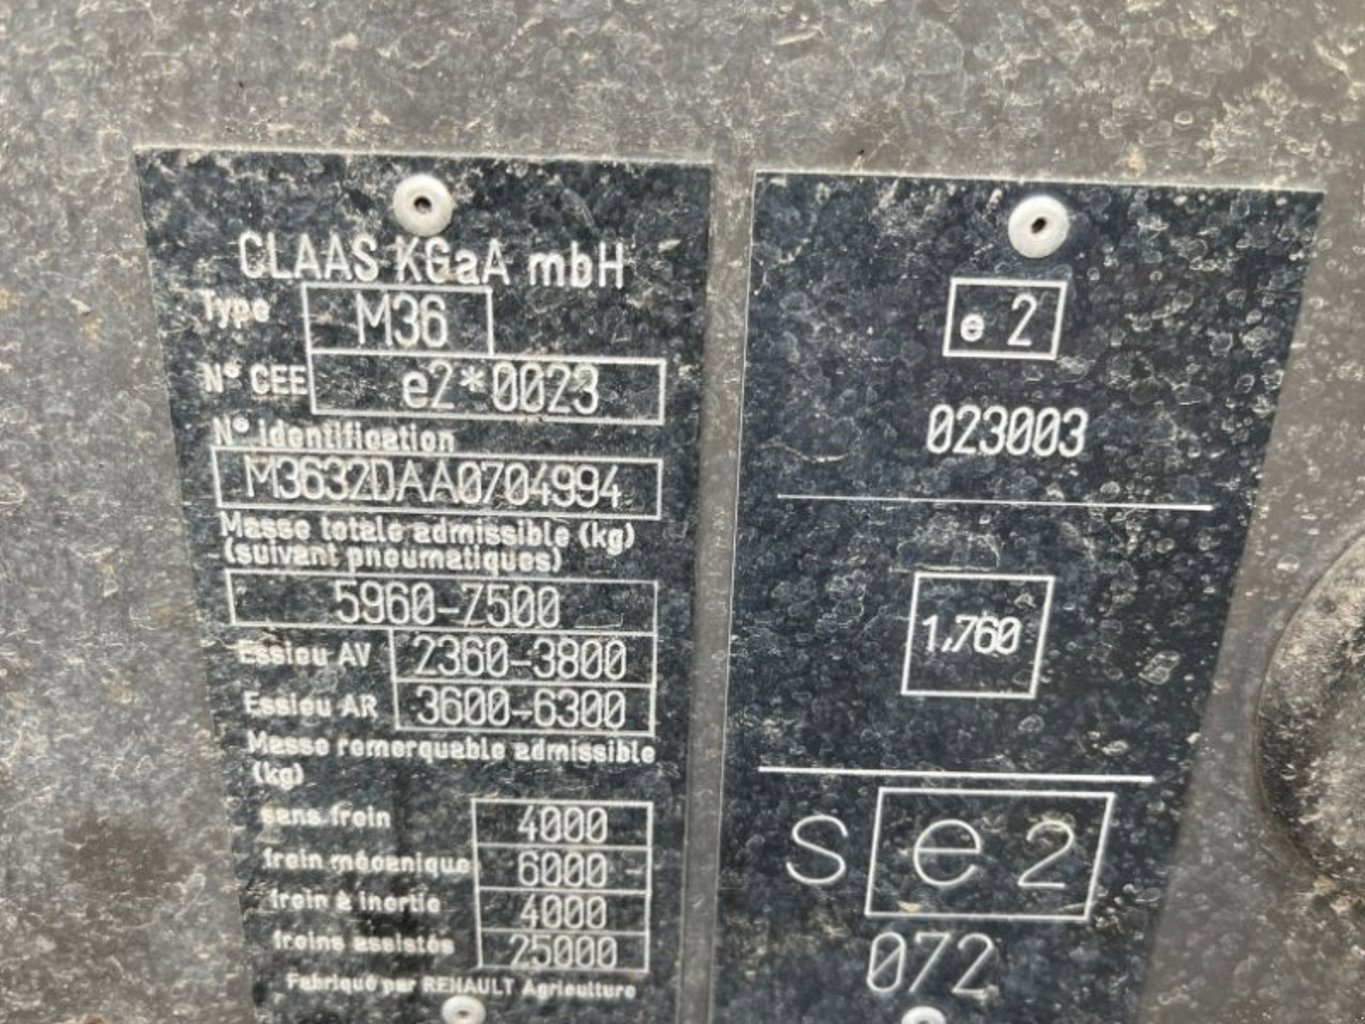 CLAAS KGaA mbH
Type M36
N° CEE e2*0023
N° identification
M3632DAA0704994
Masse totale admissible (kg)
(suivant pneumatiques)
5960-7500
Essieu AV 2360-3800
Essieu AR 3600-6300
Masse remorquable admissible
(kg)
sans frein 4000
frein mécanique 6000
frein à inertie 4000
freins assistés 25000
Fabriqué par RENAULT Agriculture
e 2
023003
1,760
s e 2
072